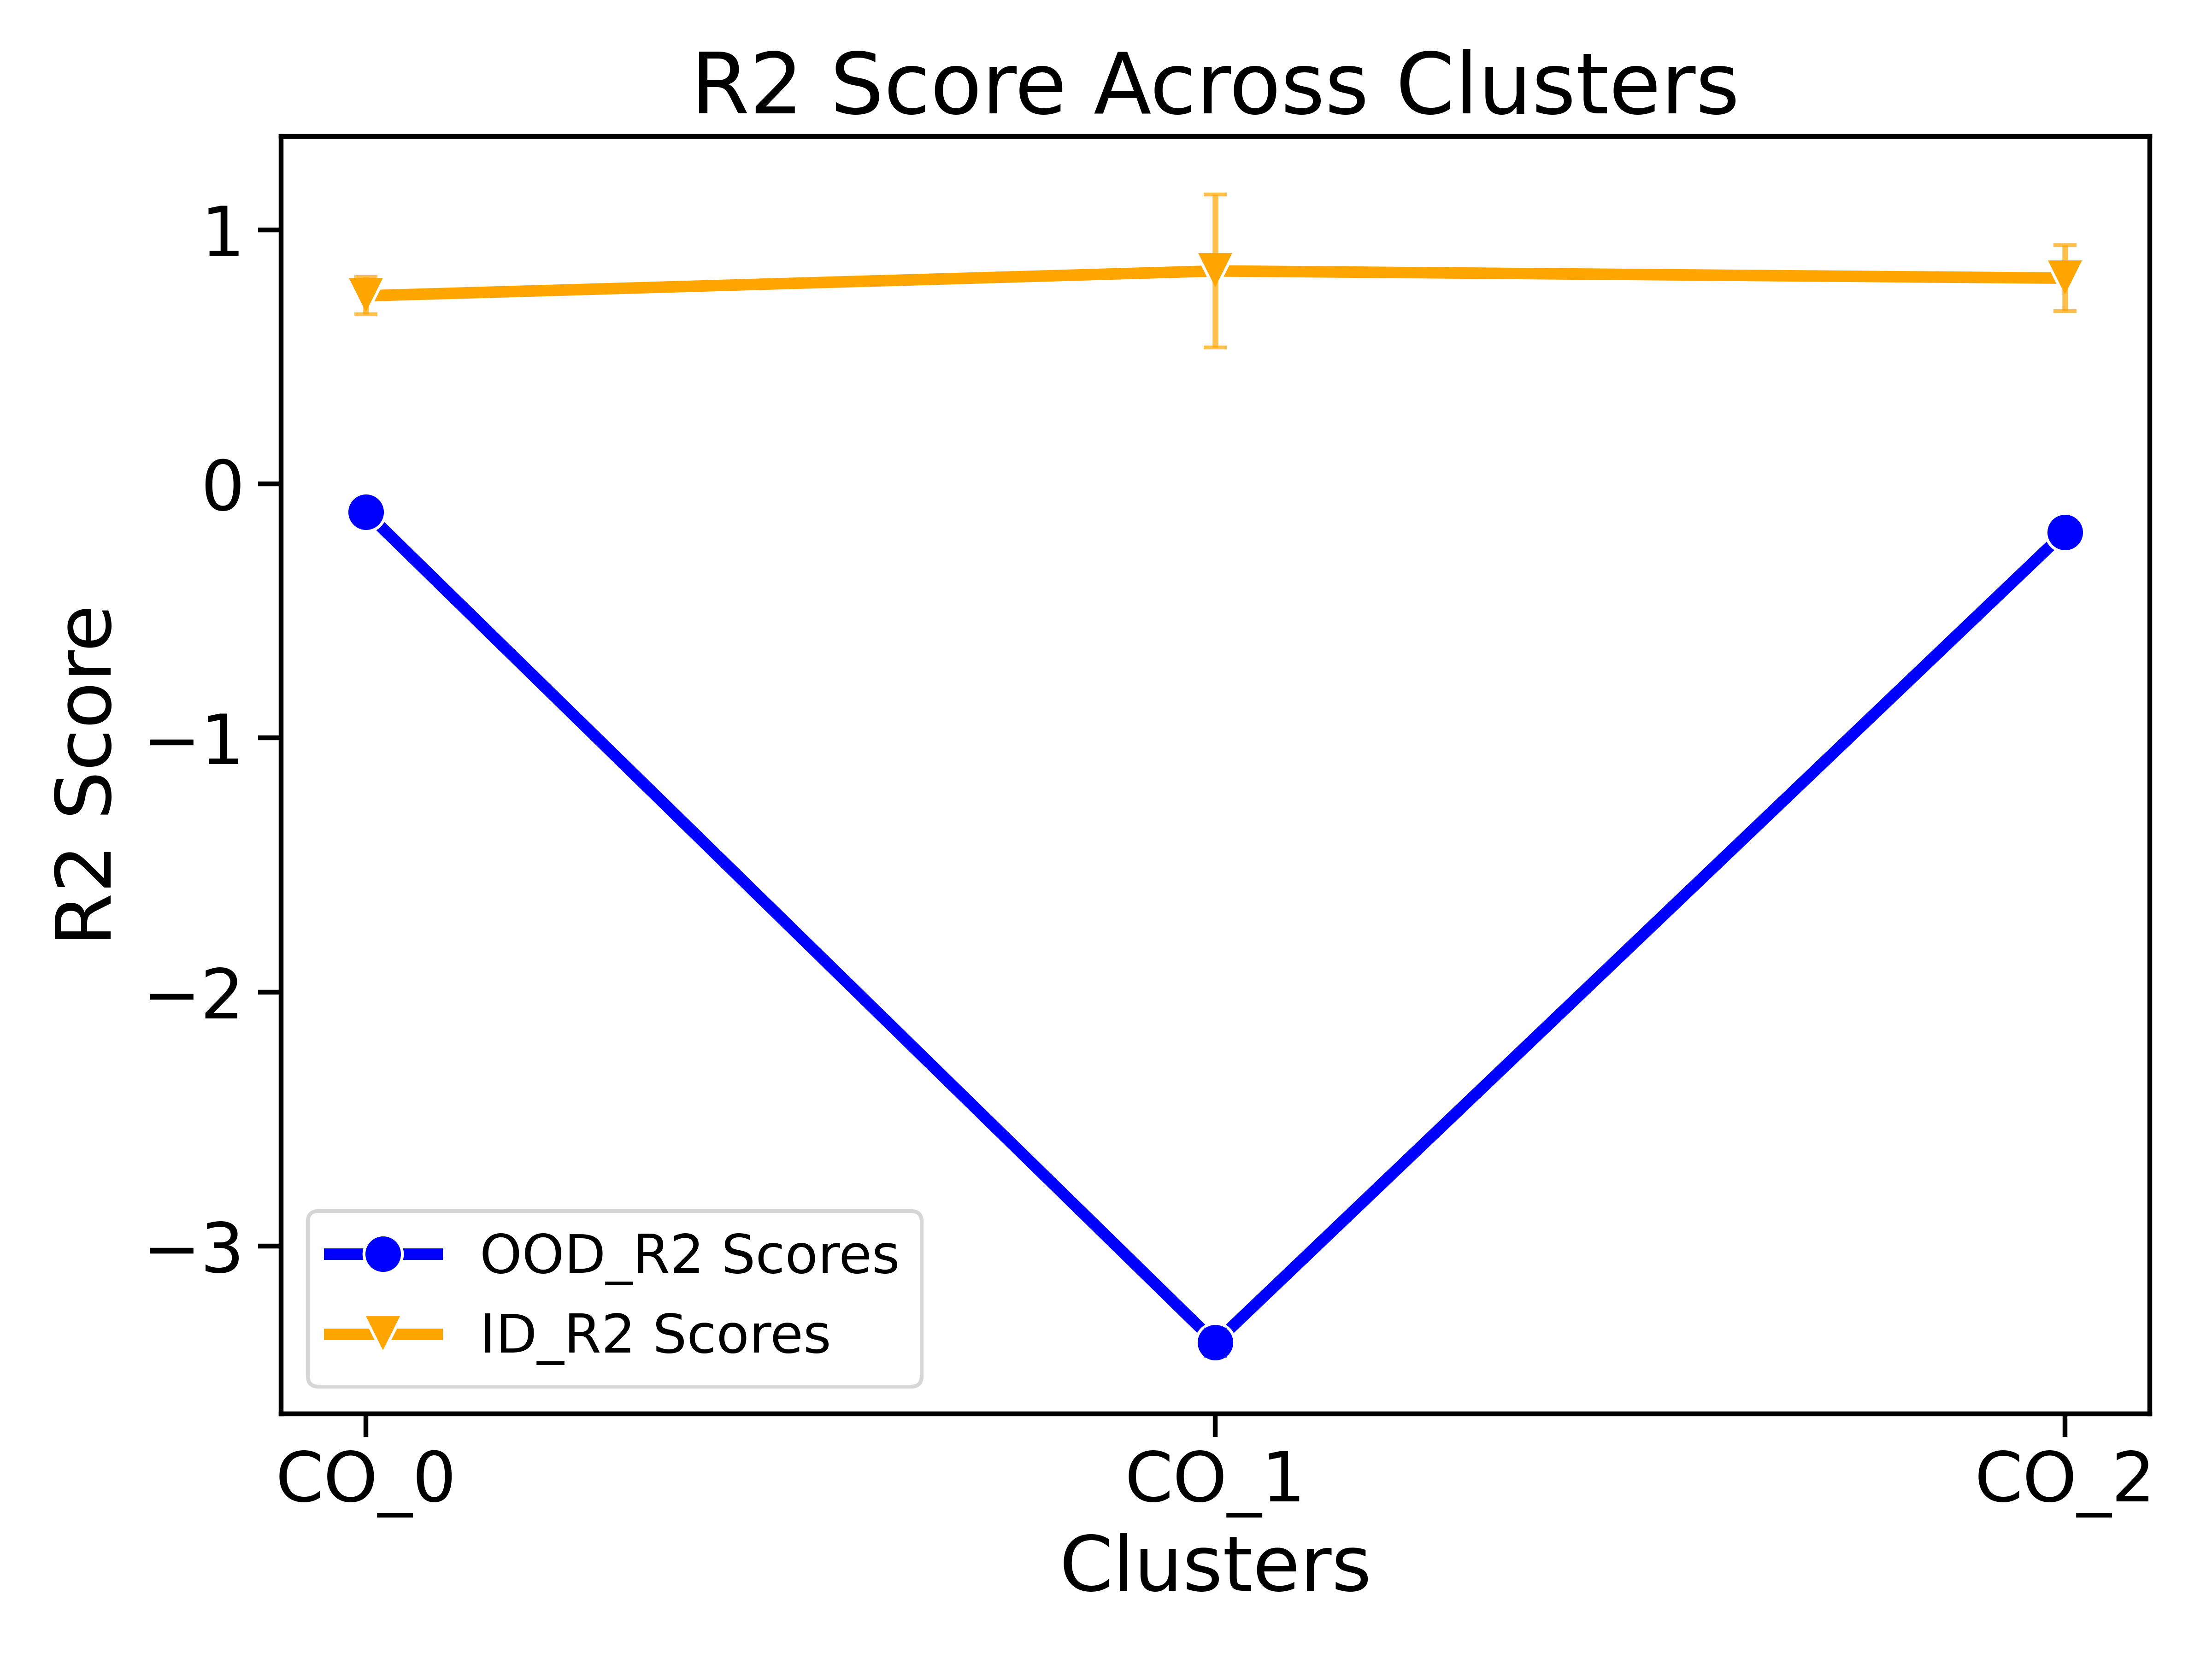 R2 Score Across Clusters
R2 Score
1
0
−1
−2
−3
OOD_R2 Scores
ID_R2 Scores
CO_0
CO_1
CO_2
Clusters